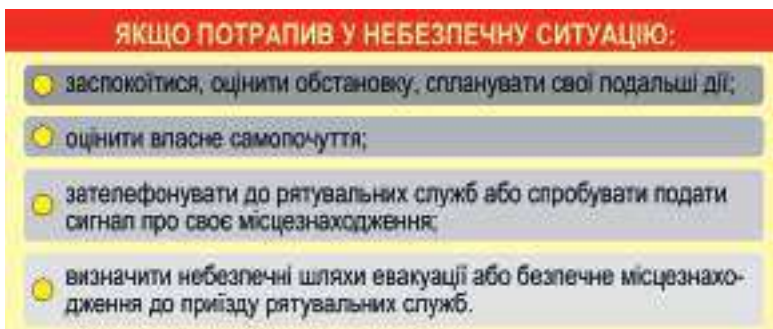 ЯКЩО ПОТРАПИВ У НЕБЕЗПЕЧНУ СИТУАЦІЮ:
заспокоїтися, оцінити обстановку, спланувати свої подальші дії;
оцінити власне самопочуття;
зателефонувати до рятувальних служб або спробувати подати
сигнал про своє місцезнаходження;
визначити небезпечні шляхи евакуації або безпечне місцезнахо-
дження до приїзду рятувальних служб.